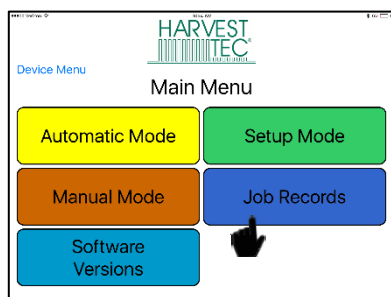 HARVEST
TEC
Device Menu
Main Menu
Automatic Mode
Setup Mode
Manual Mode
Job Records
Software
Versions